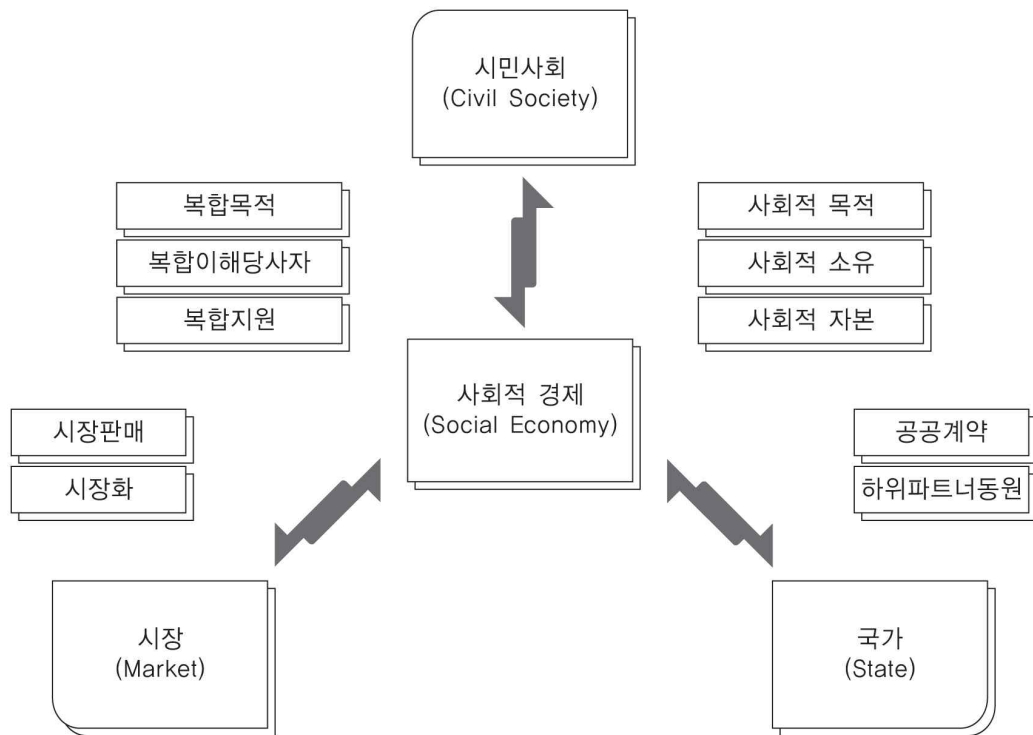 시민사회
(Civil Society)
복합목적
복합이해당사자
복합지원
사회적 목적
사회적 소유
사회적 자본
사회적 경제
(Social Economy)
시장판매
시장화
공공계약
하위파트너동원
시장
(Market)
국가
(State)